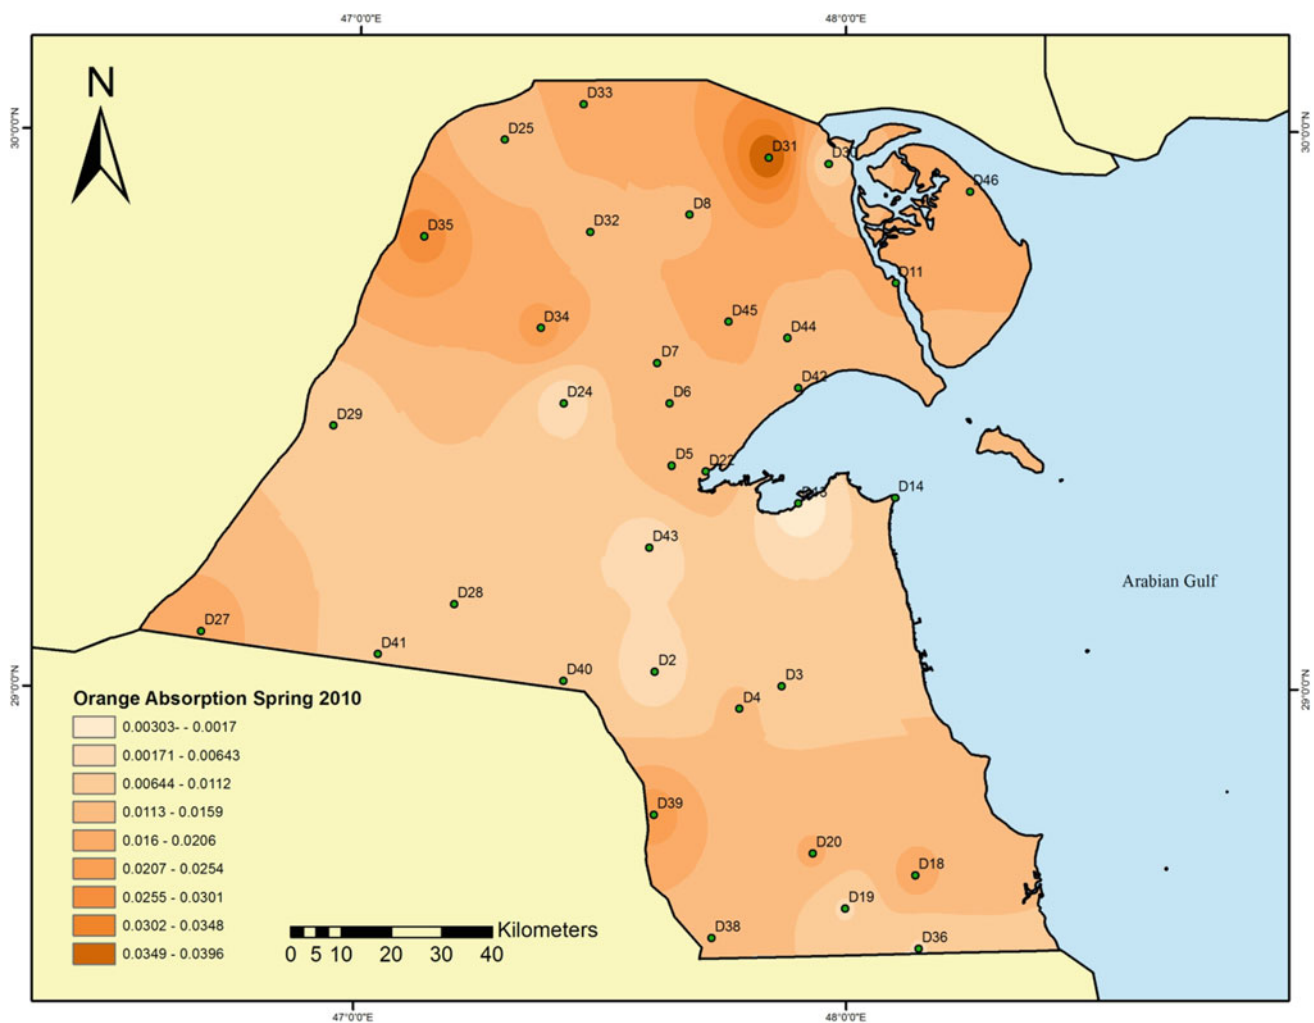 47°0'0"E
48°0'0"E
N
30°0'0"N
30°0'0"N
D33
D25
D31
D30
D46
D8
D35
D32
D11
D34
D45
D44
D7
D24
D6
D42
D29
D5
D22
D13
D14
D43
Arabian Gulf
D28
D27
D41
D2
D40
D3
D4
29°0'0"N
29°0'0"N
Orange Absorption Spring 2010
0.00303- - 0.0017
0.00171 - 0.00643
0.00644 - 0.0112
0.0113 - 0.0159
0.016 - 0.0206
0.0207 - 0.0254
0.0255 - 0.0301
0.0302 - 0.0348
0.0349 - 0.0396
D39
D20
D18
D19
D38
D36
Kilometers
0 5 10 20 30 40
47°0'0"E
48°0'0"E